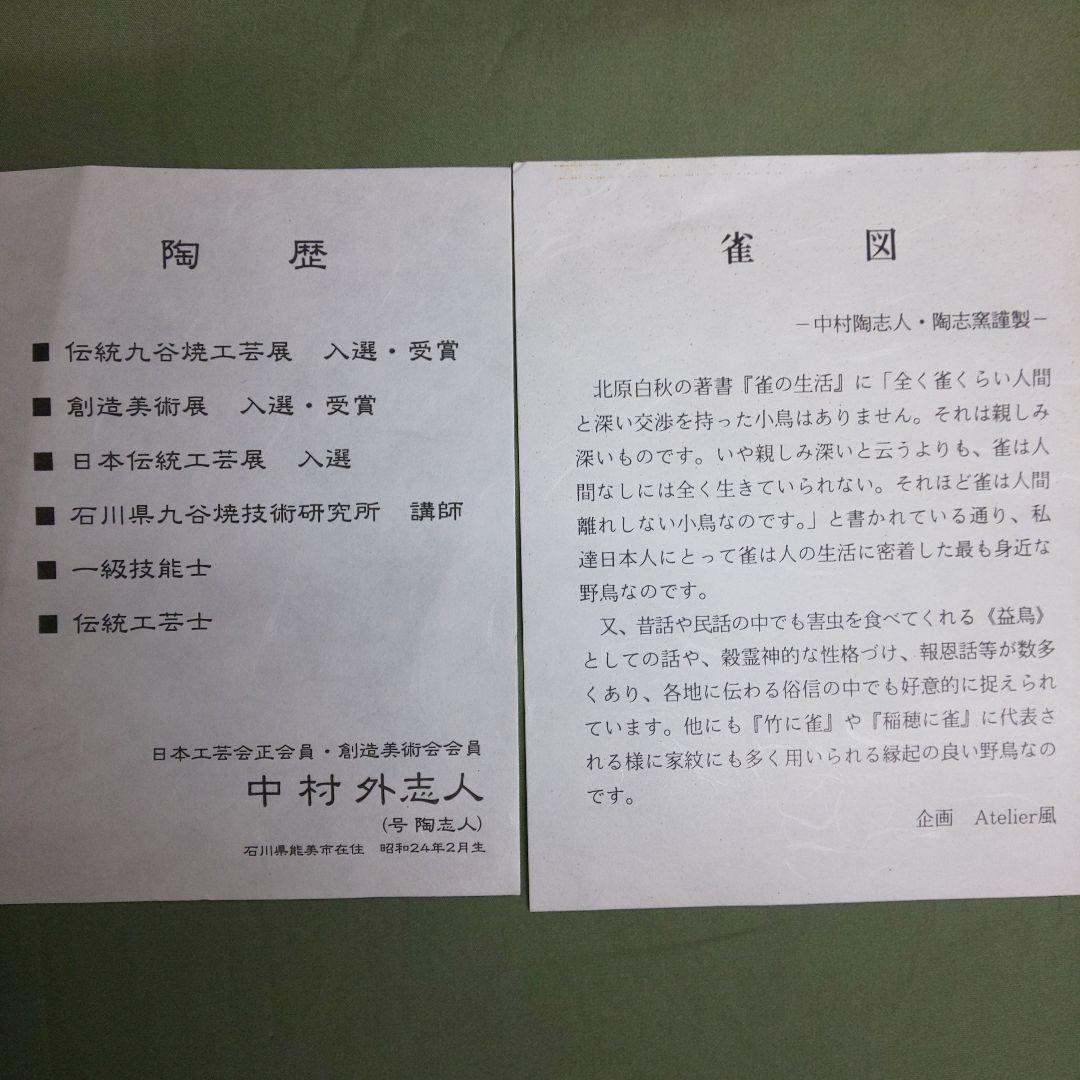 陶 歴
■ 伝統九谷焼工芸展 入選・受賞
■ 創造美術展 入選・受賞
■ 日本伝統工芸展 入選
■ 石川県九谷焼技術研究所 講師
■ 一級技能士
■ 伝統工芸士
日本工芸会正会員・創造美術会会員
中村外志人
(号 陶志人)
石川県能美市在住 昭和24年2月生
雀 図
－中村陶志人・陶志窯謹製－
北原白秋の著書『雀の生活』に「全く雀くらい人間
と深い交渉を持った小鳥はありません。それは親しみ
深いものです。いや親しみ深いと云うよりも、雀は人
間なしには全く生きていられない。それほど雀は人間
離れしない小鳥なのです。」と書かれている通り、私
達日本人にとって雀は人の生活に密着した最も身近な
野鳥なのです。
又、昔話や民話の中でも害虫を食べてくれる《益鳥》
としての話や、穀霊神的な性格づけ、報恩話等が数多
くあり、各地に伝わる俗信の中でも好意的に捉えられ
ています。他にも『竹に雀』や『稲穂に雀』に代表さ
れる様に家紋にも多く用いられる縁起の良い野鳥なの
です。
企画 Atelier風